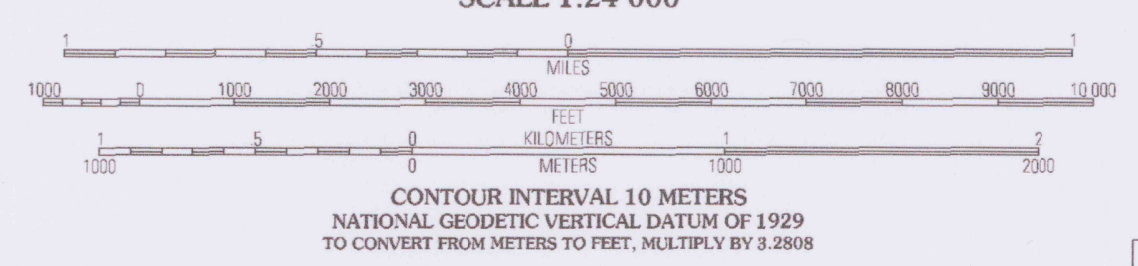 SCALE 1:24 000
1 .5 0 1
MILES
1000 0 1000 2000 3000 4000 5000 6000 7000 8000 9000 10 000
FEET
1 .5 0 KILOMETERS 1 2
1000 0 METERS 1000 2000
CONTOUR INTERVAL 10 METERS
NATIONAL GEODETIC VERTICAL DATUM OF 1929
TO CONVERT FROM METERS TO FEET, MULTIPLY BY 3.2808